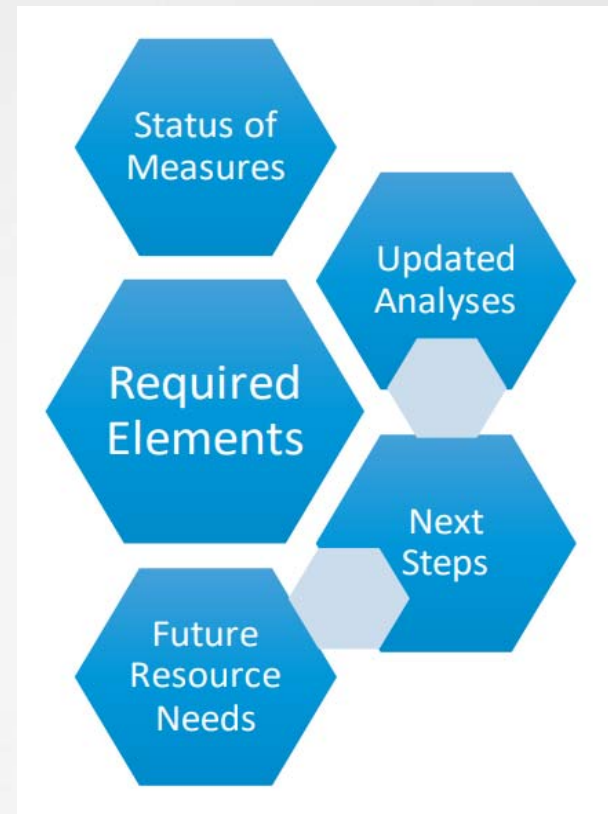 Status of
Measures
Updated
Analyses
Required
Elements
Next
Steps
Future
Resource
Needs